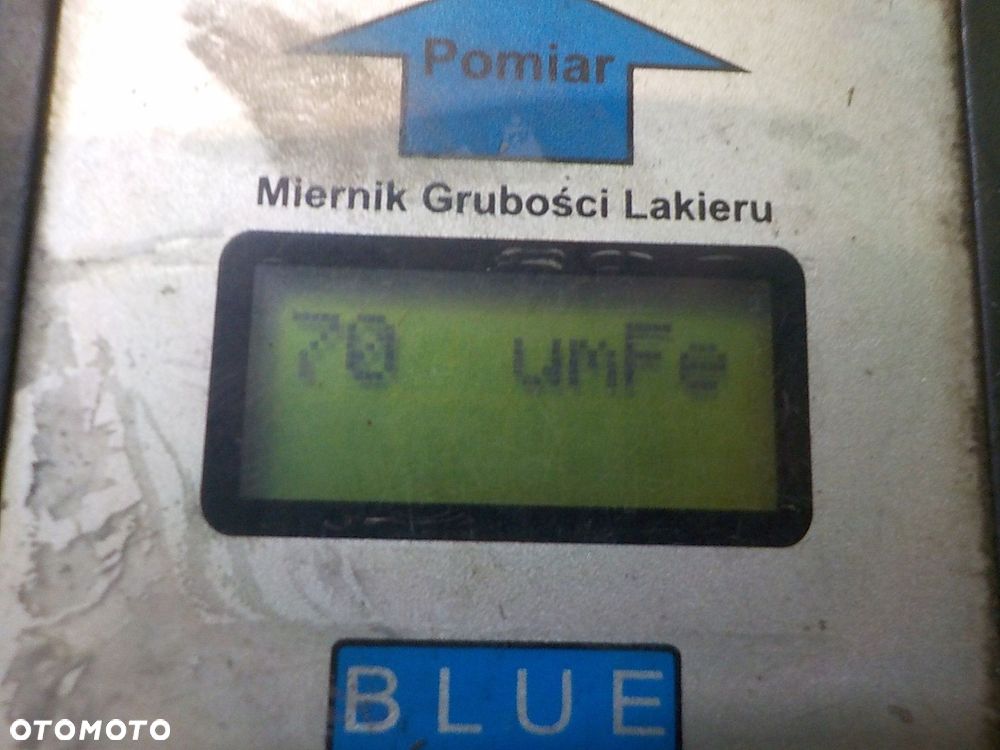 Pomiar
Miernik Grubości Lakieru
70 umFe
BLUE
OTOMOTO